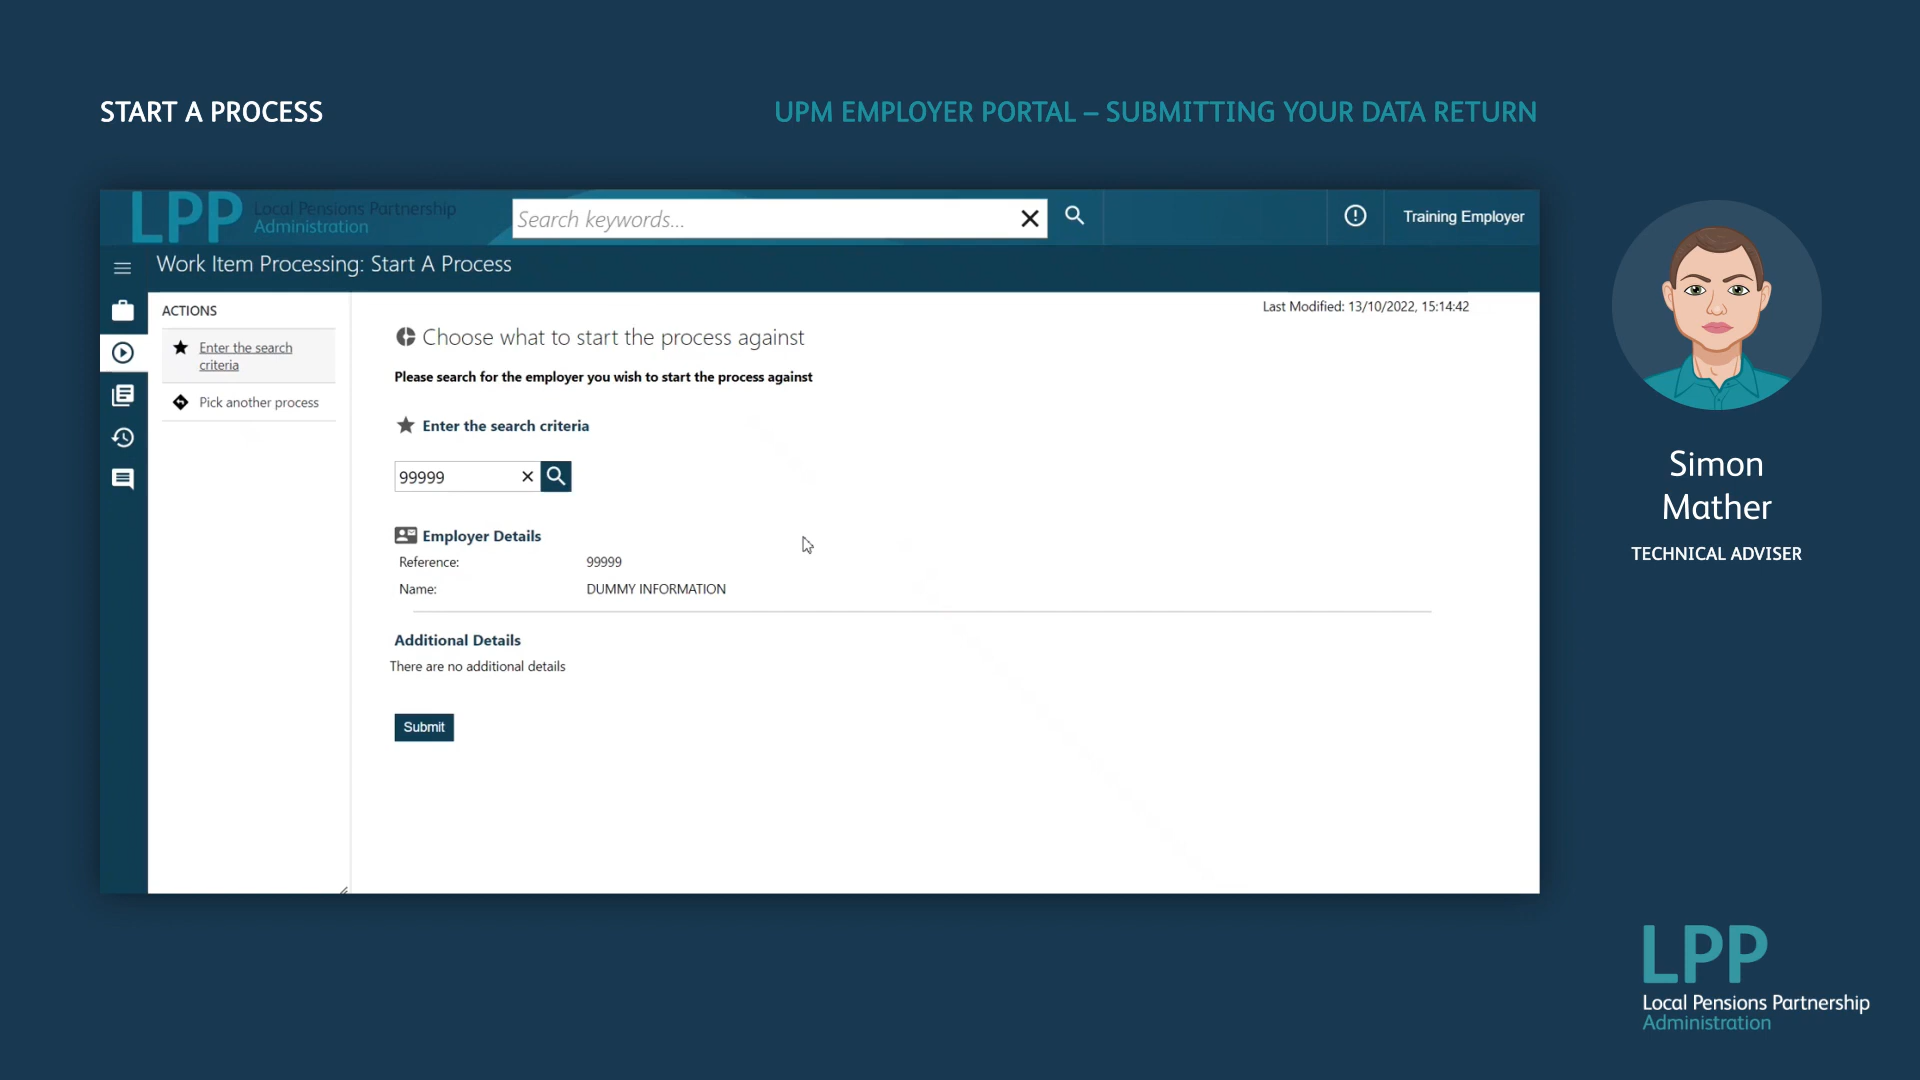 START A PROCESS
UPM EMPLOYER PORTAL – SUBMITTING YOUR DATA RETURN
LPP
Local Pensions Partnership
Administration
Search keywords...
Training Employer
Work Item Processing: Start A Process
ACTIONS
Enter the search
criteria
Pick another process
Last Modified: 13/10/2022, 15:14:42
Choose what to start the process against
Please search for the employer you wish to start the process against
Enter the search criteria
99999
Employer Details
Reference: 99999
Name: DUMMY INFORMATION
Additional Details
There are no additional details
Submit
Simon
Mather
TECHNICAL ADVISER
LPP
Local Pensions Partnership
Administration